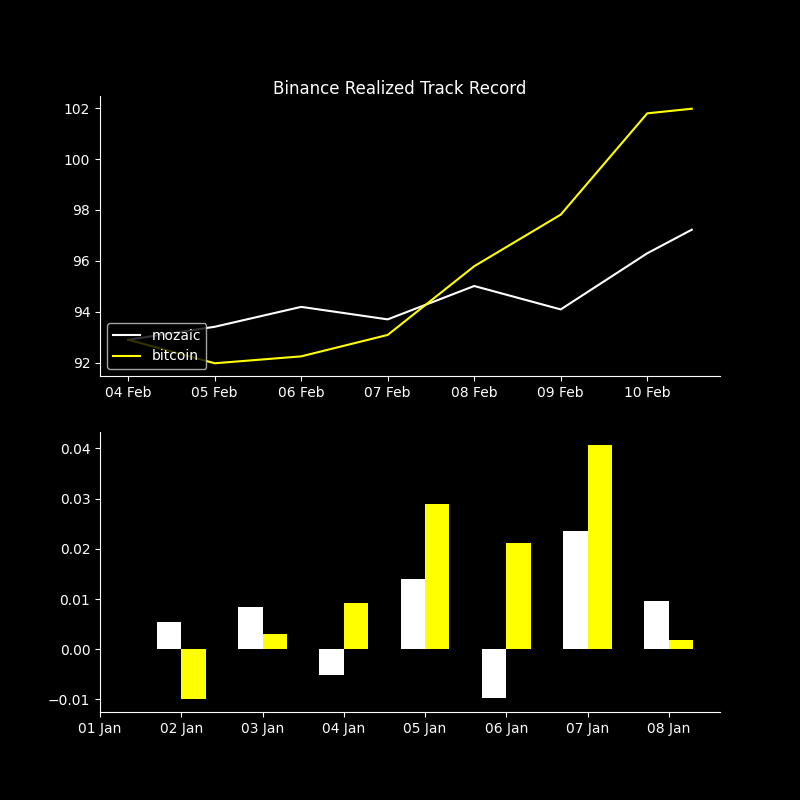 Binance Realized Track Record
102
100
98
96
94
92
mozaic
bitcoin
04 Feb 05 Feb 06 Feb 07 Feb 08 Feb 09 Feb 10 Feb
0.04
0.03
0.02
0.01
0.00
−0.01
01 Jan 02 Jan 03 Jan 04 Jan 05 Jan 06 Jan 07 Jan 08 Jan